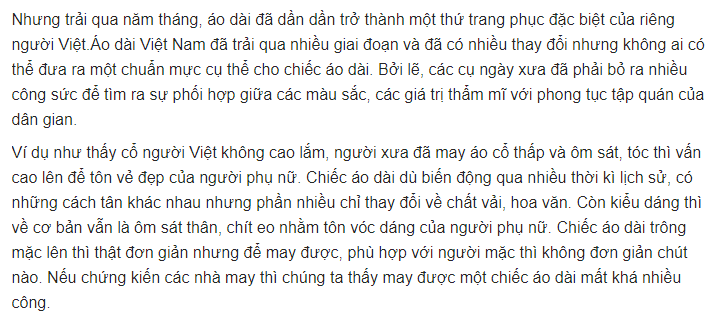 Nhưng trải qua năm tháng, áo dài đã dần dần trở thành một thứ trang phục đặc biệt của riêng
người Việt.Áo dài Việt Nam đã trải qua nhiều giai đoạn và đã có nhiều thay đổi nhưng không ai có
thể đưa ra một chuẩn mực cụ thể cho chiếc áo dài. Bởi lẽ, các cụ ngày xưa đã phải bỏ ra nhiều
công sức để tìm ra sự phối hợp giữa các màu sắc, các giá trị thẩm mĩ với phong tục tập quán của
dân gian.
Ví dụ như thấy cổ người Việt không cao lắm, người xưa đã may áo cổ thấp và ôm sát, tóc thì vấn
cao lên để tôn vẻ đẹp của người phụ nữ. Chiếc áo dài dù biến động qua nhiều thời kì lịch sử, có
những cách tân khác nhau nhưng phần nhiều chỉ thay đổi về chất vải, hoa văn. Còn kiểu dáng thì
về cơ bản vẫn là ôm sát thân, chít eo nhằm tôn vóc dáng của người phụ nữ. Chiếc áo dài trông
mặc lên thì thật đơn giản nhưng để may được, phù hợp với người mặc thì không đơn giản chút
nào. Nếu chứng kiến các nhà may thì chúng ta thấy may được một chiếc áo dài mất khá nhiều
công.